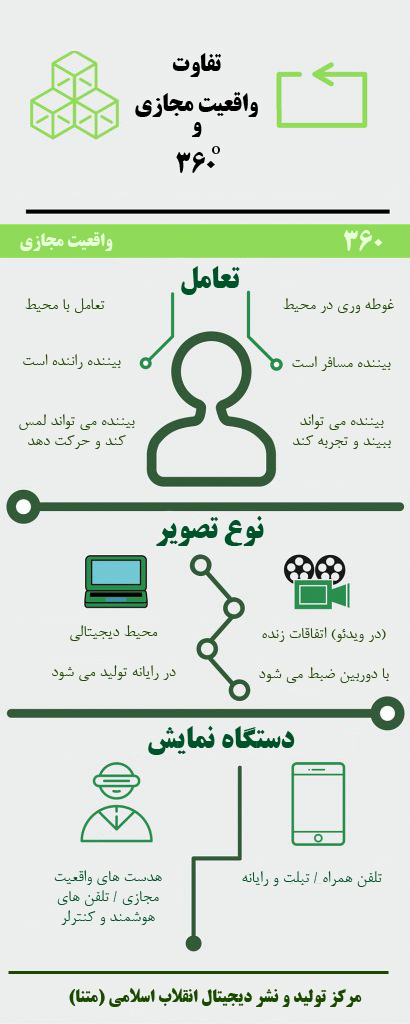 تفاوت
واقعیت مجازی
و
۳۶۰°
۳۶۰
واقعیت مجازی
تعامل
غوطه وری در محیط
تعامل با محیط
بیننده مسافر است
بیننده راننده است
بیننده می تواند
ببیند و تجربه کند
بیننده می تواند لمس
کند و حرکت دهد
نوع تصویر
(در ویدئو) اتفاقات زنده
محیط دیجیتالی
با دوربین ضبط می شود
در رایانه تولید می شود
دستگاه نمایش
تلفن همراه / تبلت و رایانه
هدست های واقعیت
مجازی / تلفن های
هوشمند و کنترلر
مرکز تولید و نشر دیجیتال انقلاب اسلامی (متنا)